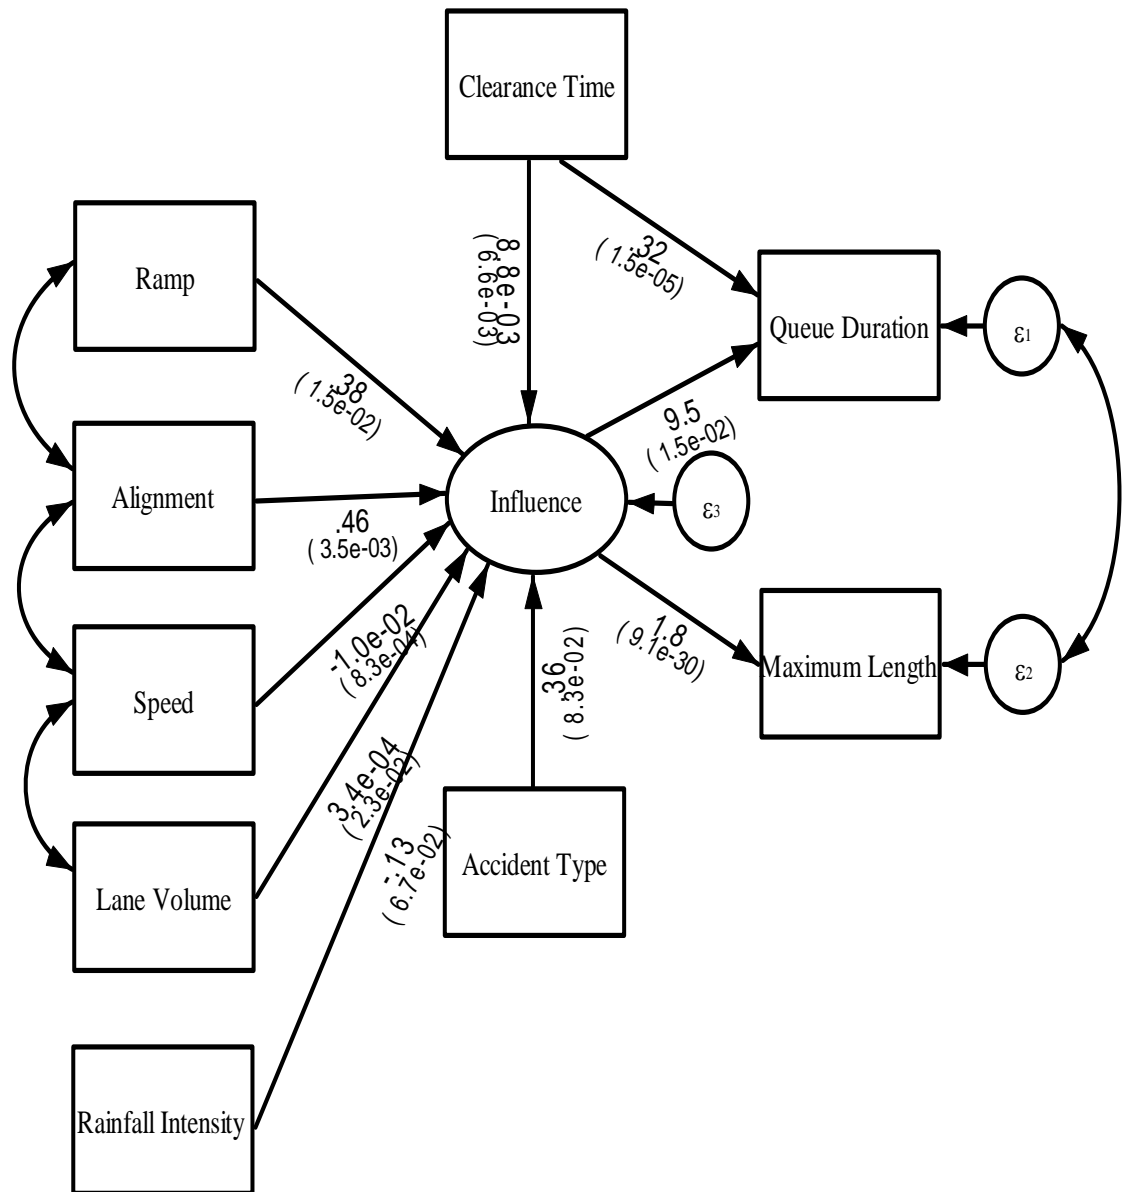 Clearance Time
8.8e-03
( 6.6e-03)
.32
( 1.5e-05)
Ramp
Queue Duration
ε1
.38
( 1.5e-02)
9.5
( 1.5e-02)
Alignment
Influence
ε3
.46
( 3.5e-03)
-1.0e-02
( 8.3e-04)
1.8
( 9.1e-30)
.36
( 8.3e-02)
Maximum Length
ε2
Speed
3.4e-04
( 2.3e-02)
-.13
( 6.7e-02)
Accident Type
Lane Volume
Rainfall Intensity